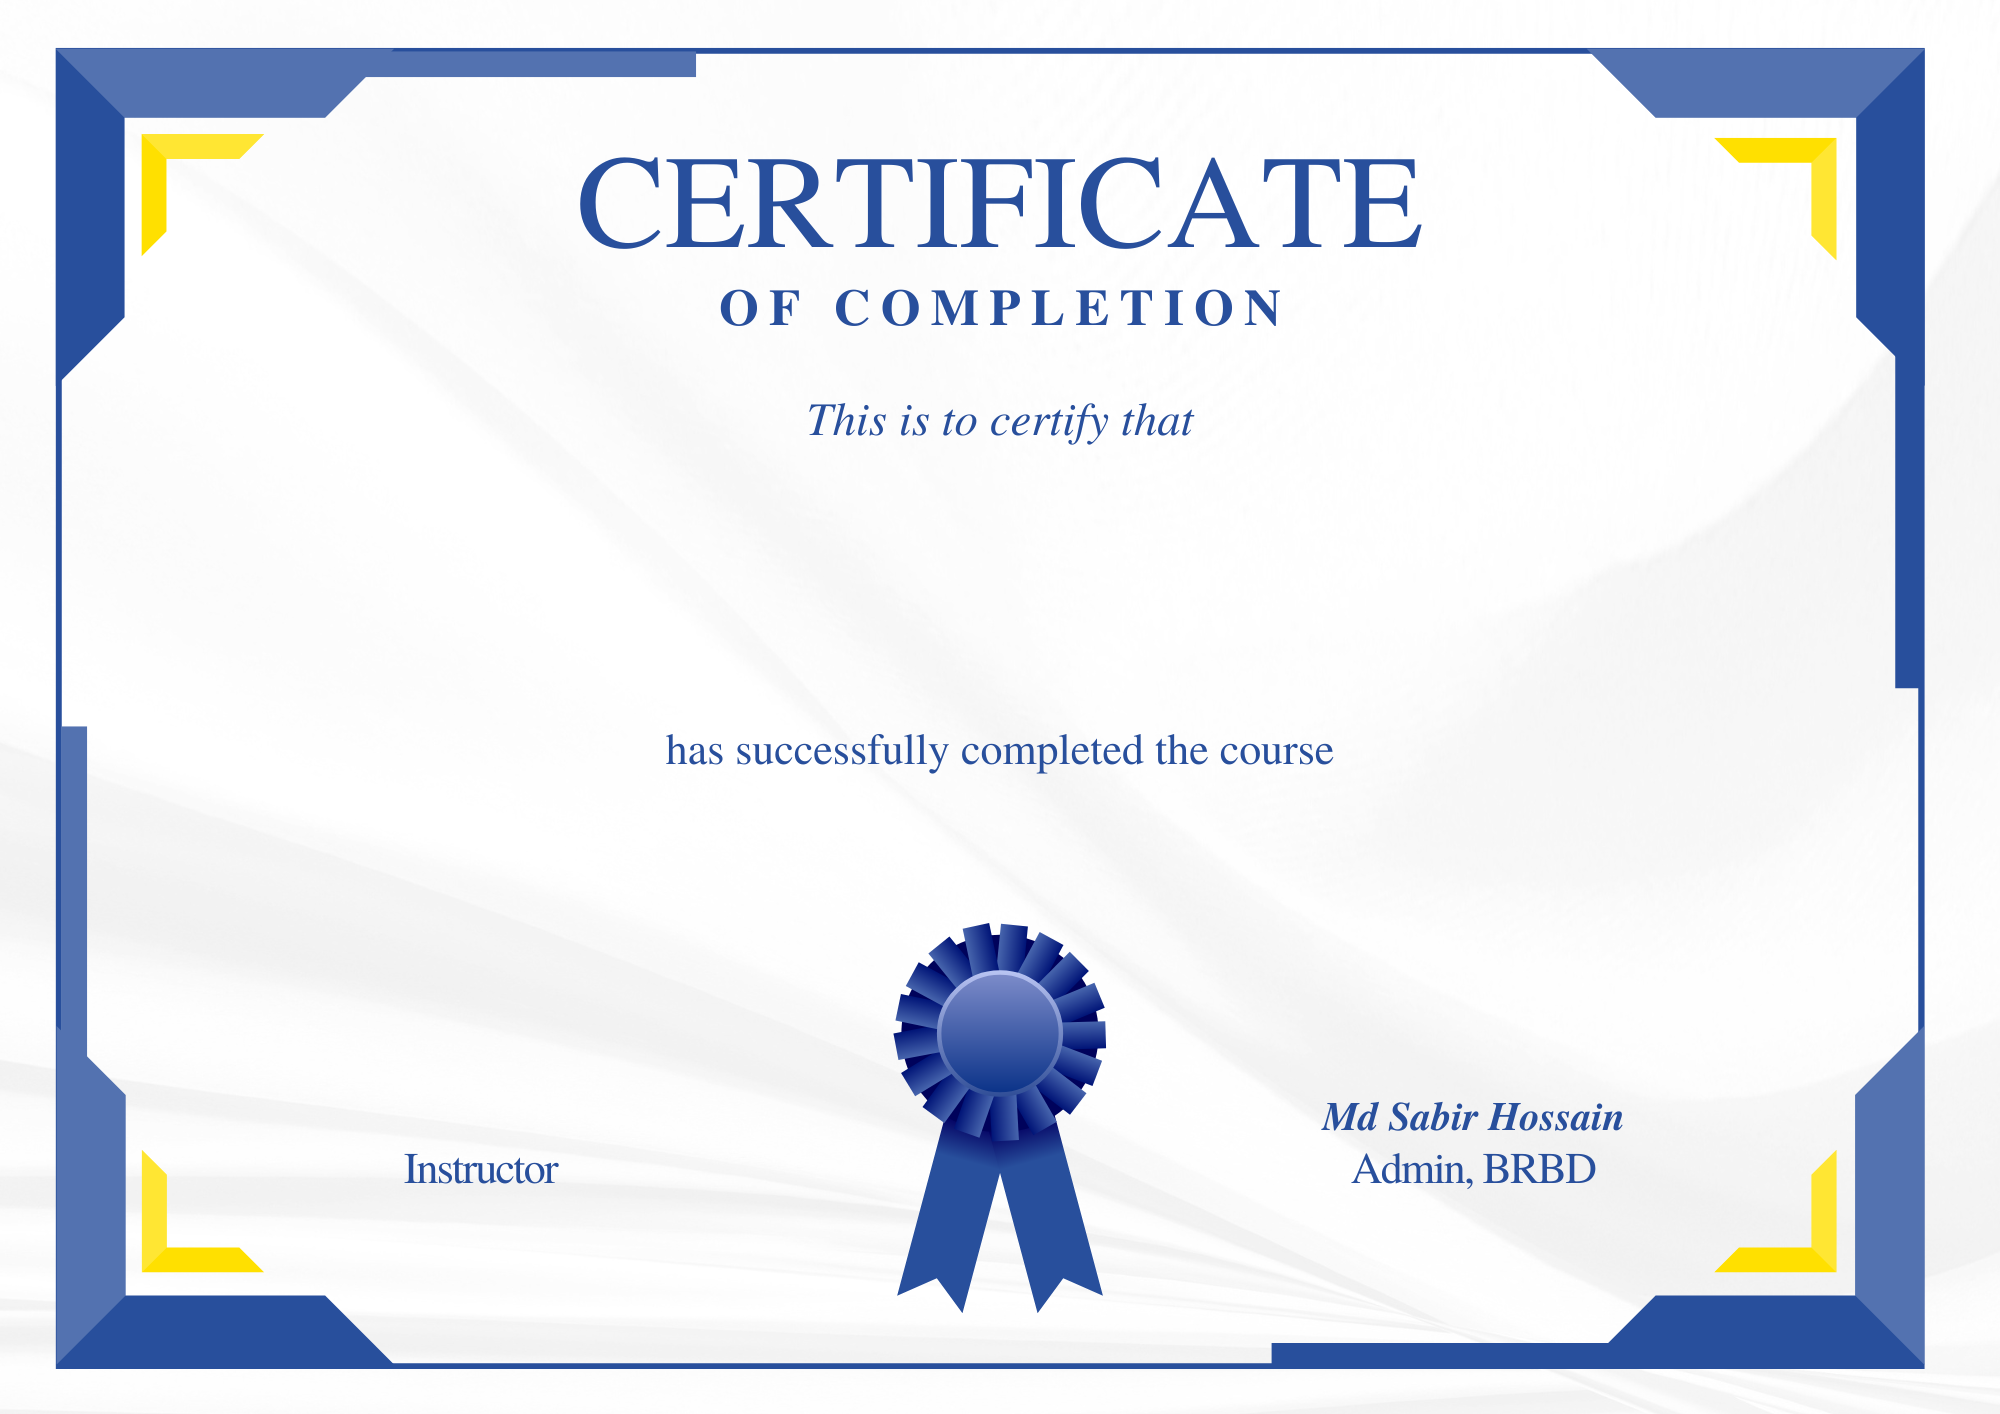 CERTIFICATE
OF COMPLETION
This is to certify that
has successfully completed the course
Md Sabir Hossain
Instructor
Admin, BRBD